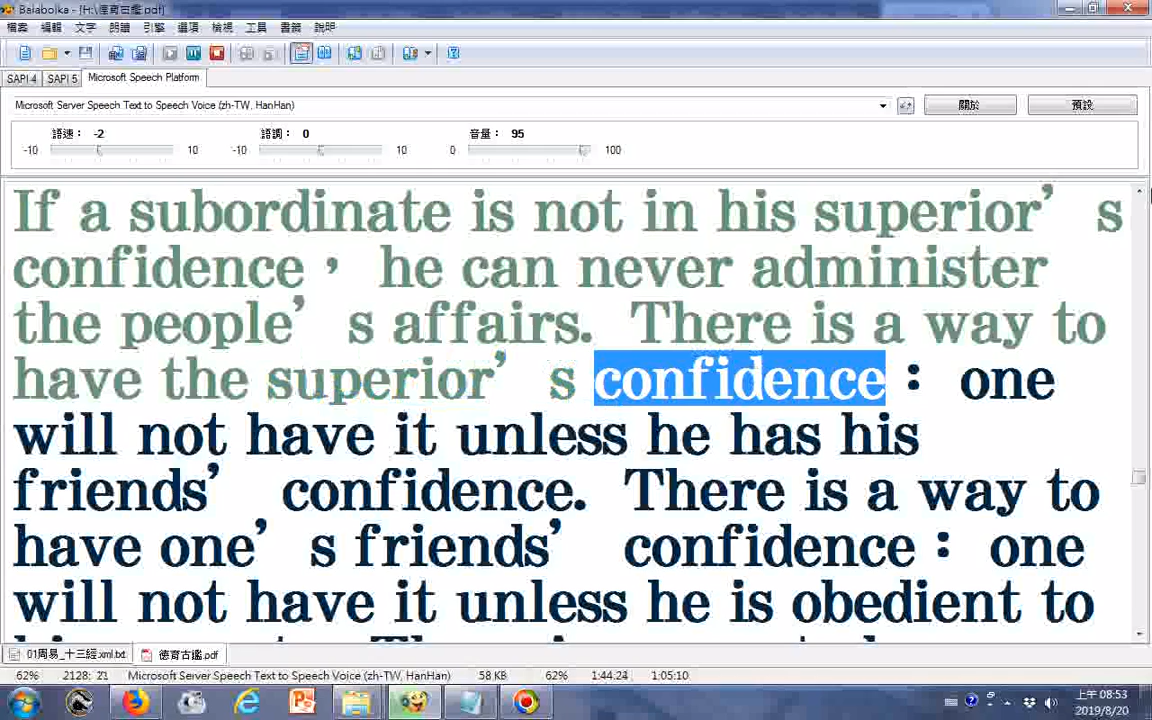 Balabolka - [H:\德育古鑑.pdf]
檔案 編輯 文字 朗讀 引擎 選項 檢視 工具 書籤 說明
SAPI 4 SAPI 5 Microsoft Speech Platform
Microsoft Server Speech Text to Speech Voice (zh-TW, HanHan) 關於 預設
語速： -2 語調： 0 音量： 95
-10 10 -10 10 0 100
If a subordinate is not in his superior’s
confidence，he can never administer
the people’s affairs. There is a way to
have the superior’s confidence：one
will not have it unless he has his
friends’ confidence. There is a way to
have one’s friends’ confidence：one
will not have it unless he is obedient to
01周易_十三經.xml.txt 德育古鑑.pdf
62% 2128: 21 Microsoft Server Speech Text to Speech Voice (zh-TW, HanHan) 58 KB 62% 1:44.24 1:05:10
上午 08:53
2019/8/20